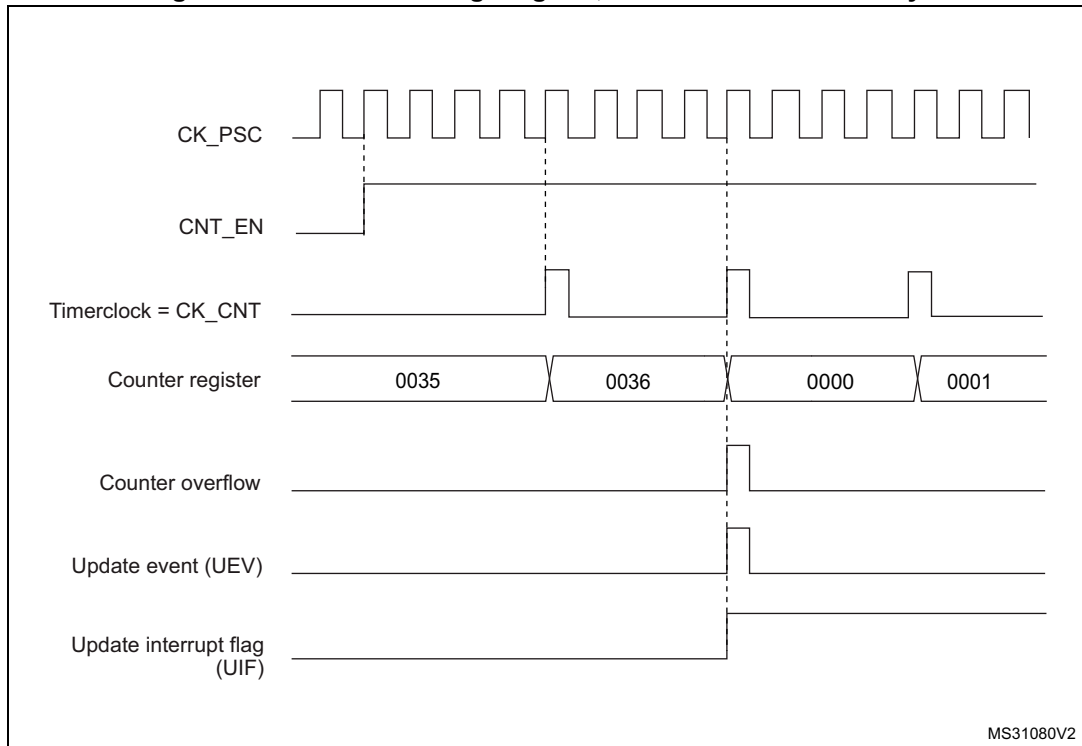 CK_PSC
CNT_EN
Timerclock = CK_CNT
Counter register
0035
0036
0000
0001
Counter overflow
Update event (UEV)
Update interrupt flag
(UIF)
MS31080V2